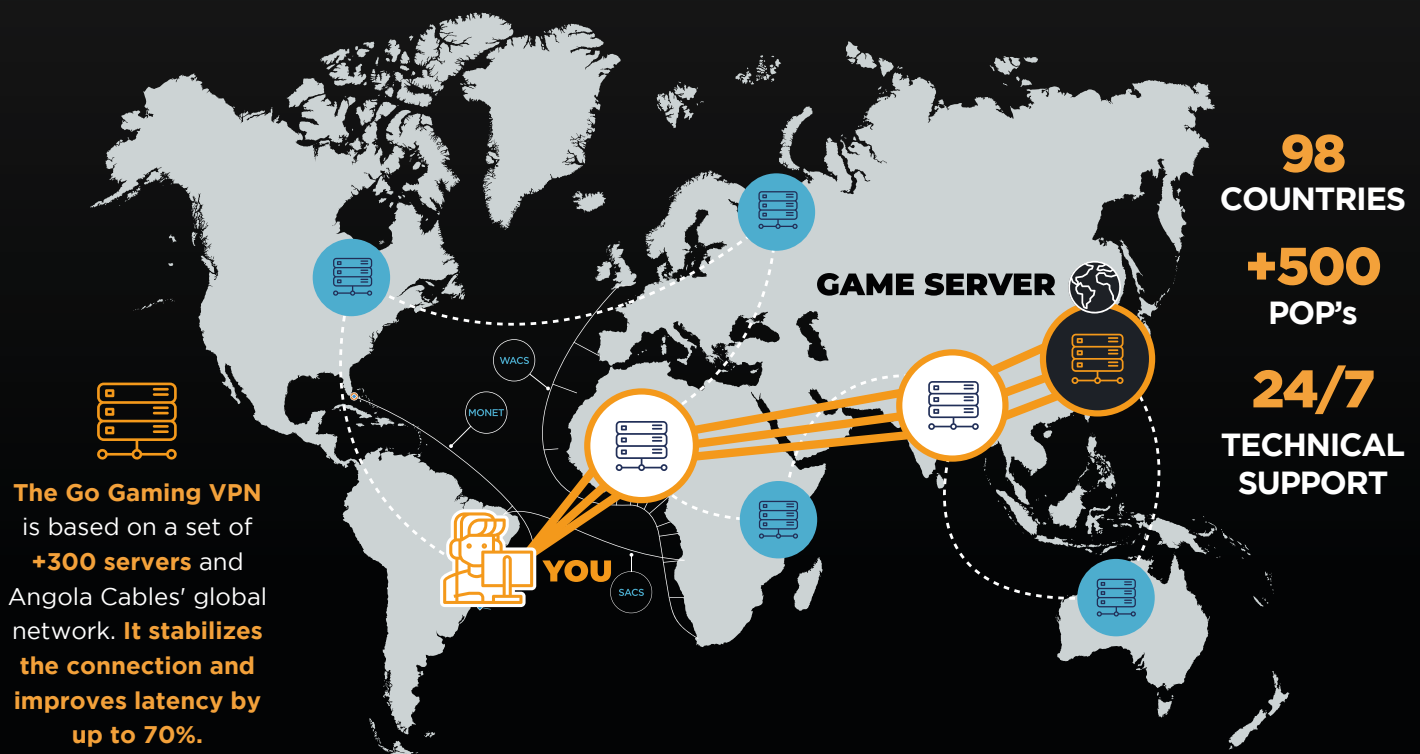 The Go Gaming VPN
is based on a set of
+300 servers and
Angola Cables' global
network. It stabilizes
the connection and
improves latency by
up to 70%.
WACS
MONET
SACS
YOU
GAME SERVER
98
COUNTRIES
+500
POP's
24/7
TECHNICAL
SUPPORT